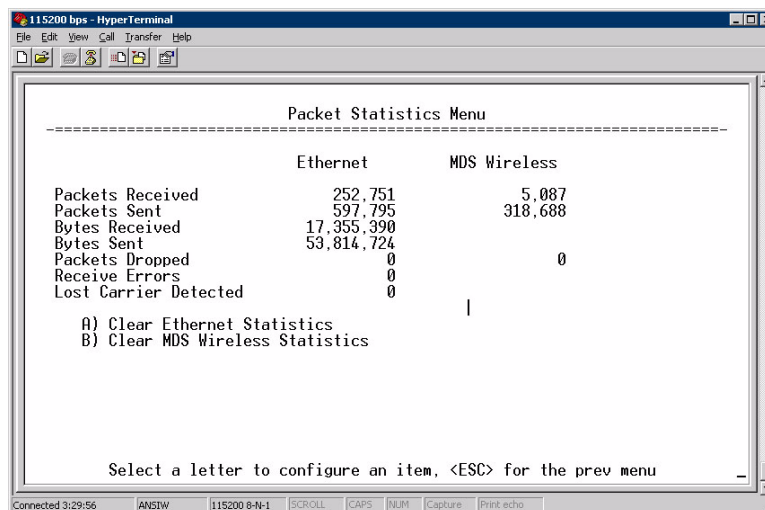 115200 bps - HyperTerminal
File Edit View Call Transfer Help
Packet Statistics Menu
-==========================================================================-
Ethernet MDS Wireless
Packets Received 252,751 5,087
Packets Sent 597,795 318,688
Bytes Received 17,355,390
Bytes Sent 53,814,724
Packets Dropped 0 0
Receive Errors 0
Lost Carrier Detected 0
A) Clear Ethernet Statistics
B) Clear MDS Wireless Statistics
Select a letter to configure an item, <ESC> for the prev menu
Connected 3:29:56 ANSIW 115200 8-N-1 SCROLL CAPS NUM Capture Print echo